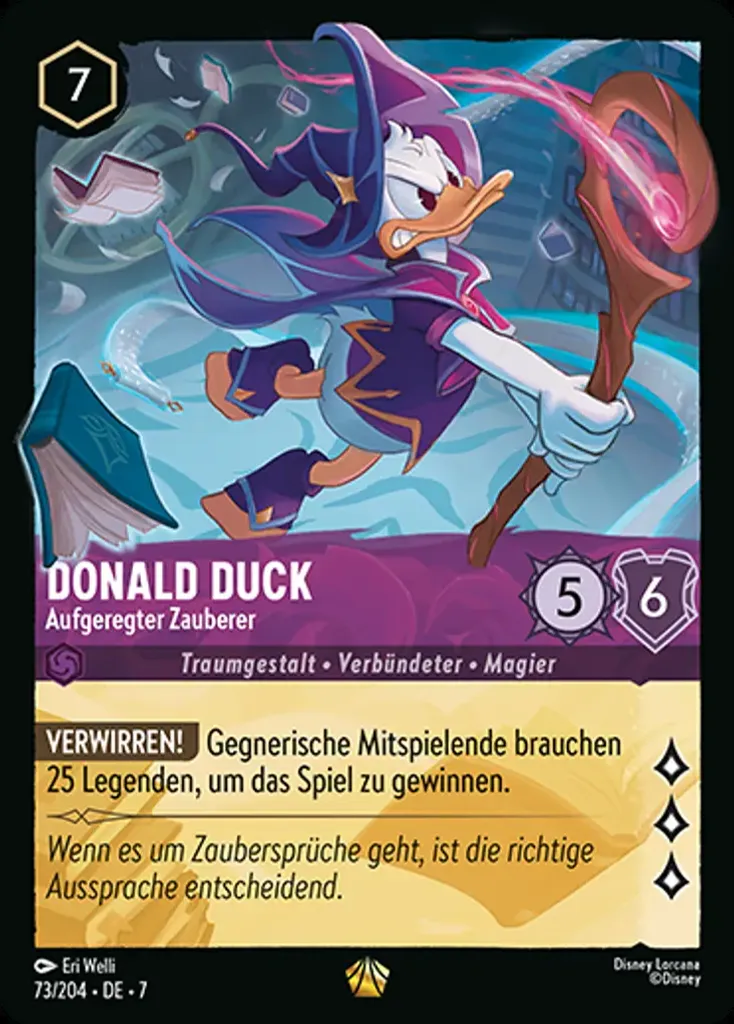 7
DONALD DUCK
Aufgeregter Zauberer
5
6
Traumgestalt • Verbündeter • Magier
VERWIRREN! Gegnerische Mitspielende brauchen
25 Legenden, um das Spiel zu gewinnen.
Wenn es um Zaubersprüche geht, ist die richtige
Aussprache entscheidend.
Eri Welli
73/204 • DE • 7
Disney Lorcana
©Disney